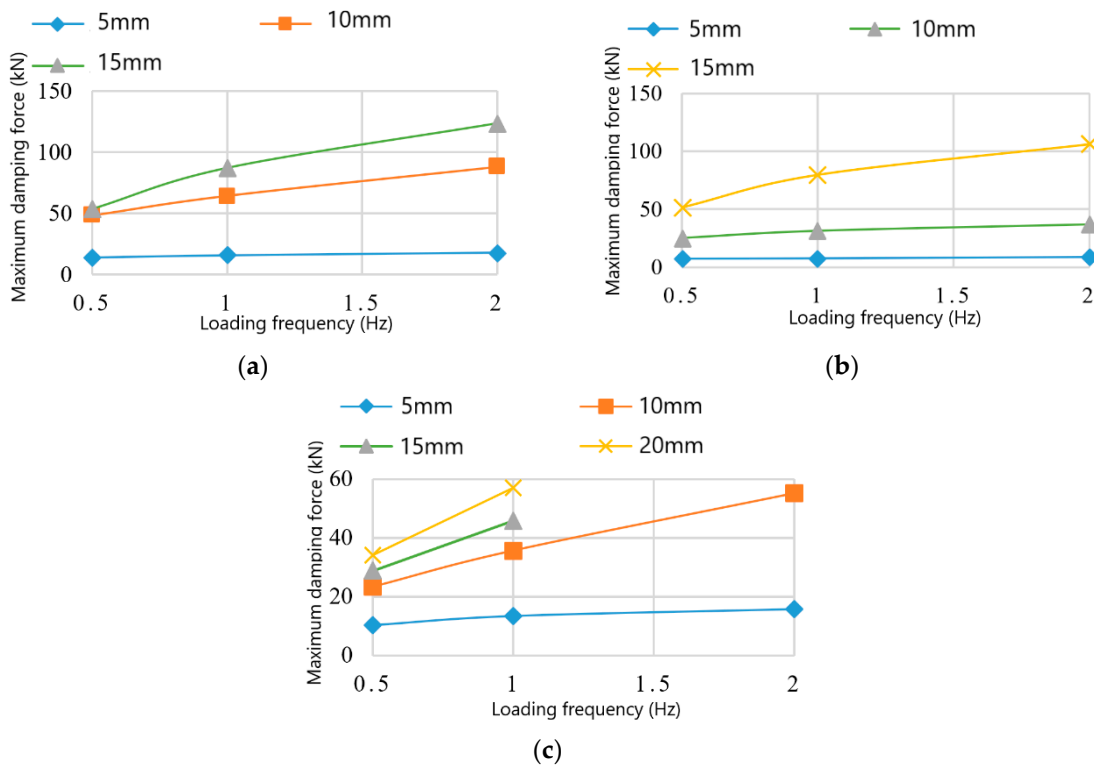 5mm
10mm
15mm
Maximum damping force (kN)
150
100
50
0
0.5
1
1.5
2
Loading frequency (Hz)
(a)
5mm
10mm
15mm
Maximum damping force (kN)
150
100
50
0
0.5
1
1.5
2
Loading frequency (Hz)
(b)
5mm
10mm
15mm
20mm
Maximum damping force (kN)
60
40
20
0
0.5
1
1.5
2
Loading frequency (Hz)
(c)